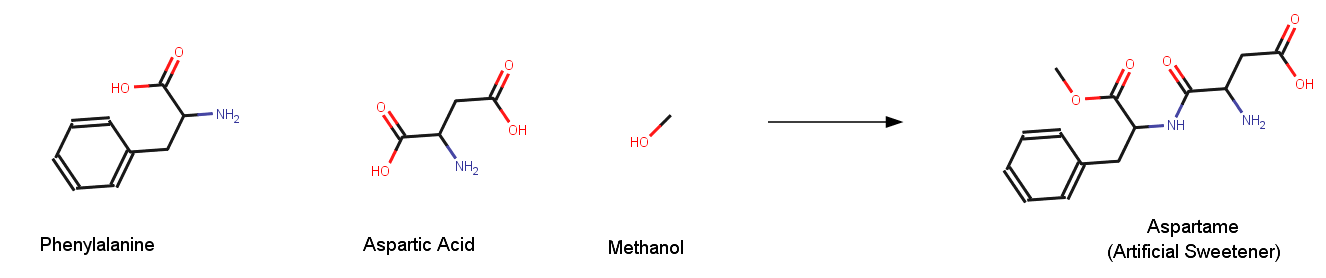 O
HO
NH2
Phenylalanine
O
O
OH
HO
NH2
Aspartic Acid
HO
Methanol
O
O
O
O
OH
NH
NH2
Aspartame
(Artificial Sweetener)